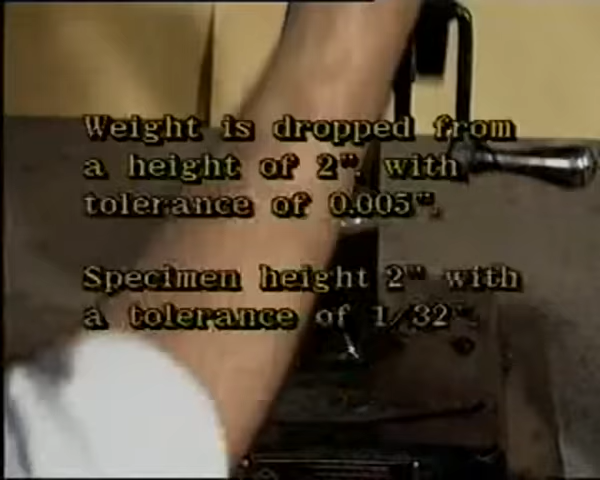 Weight is dropped from
a height of 2", with
tolerance of 0.005",
Specimen height 2" with
a tolerance of 1/32",